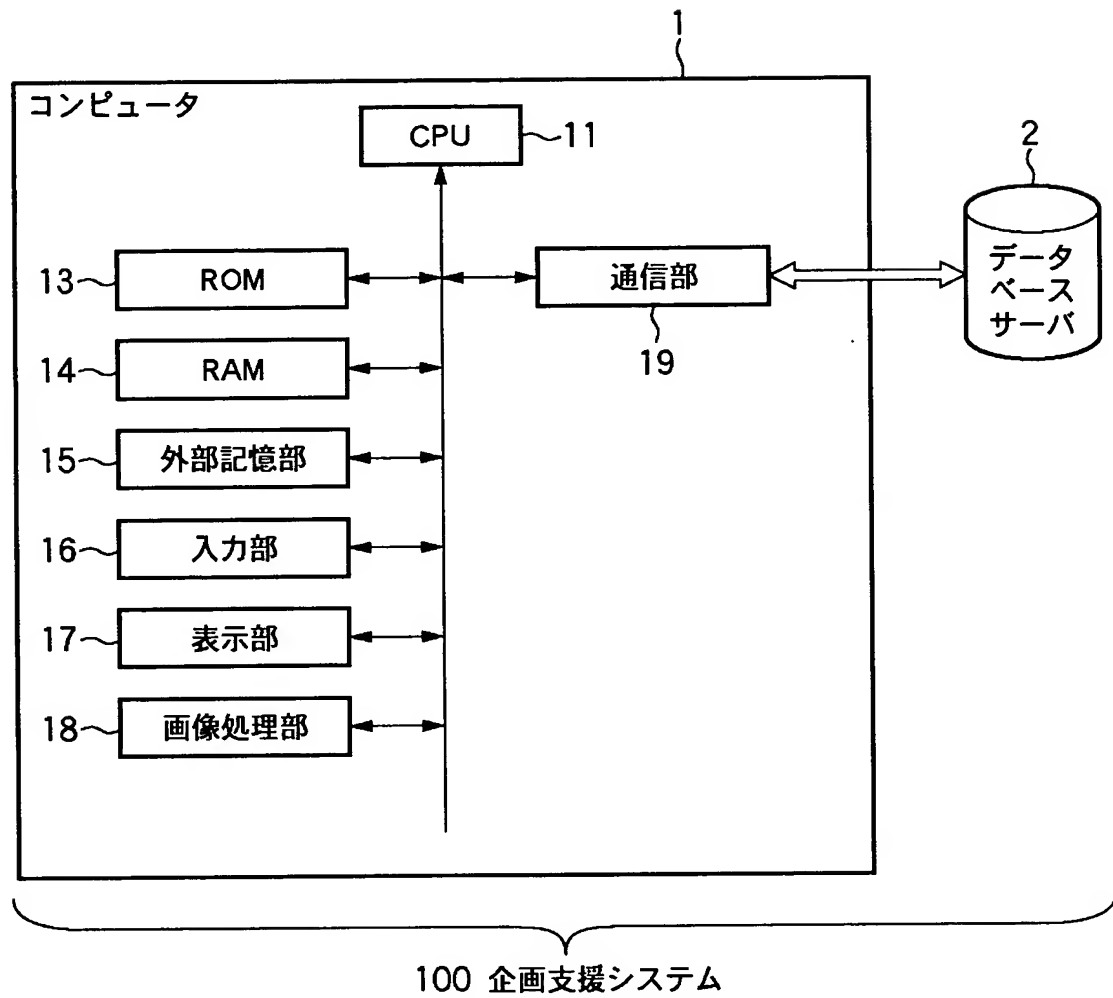 1
コンピュータ
CPU 11
2
データ
ベース
サーバ
13 ROM
通信部
19
14 RAM
15 外部記憶部
16 入力部
17 表示部
18 画像処理部
100 企画支援システム